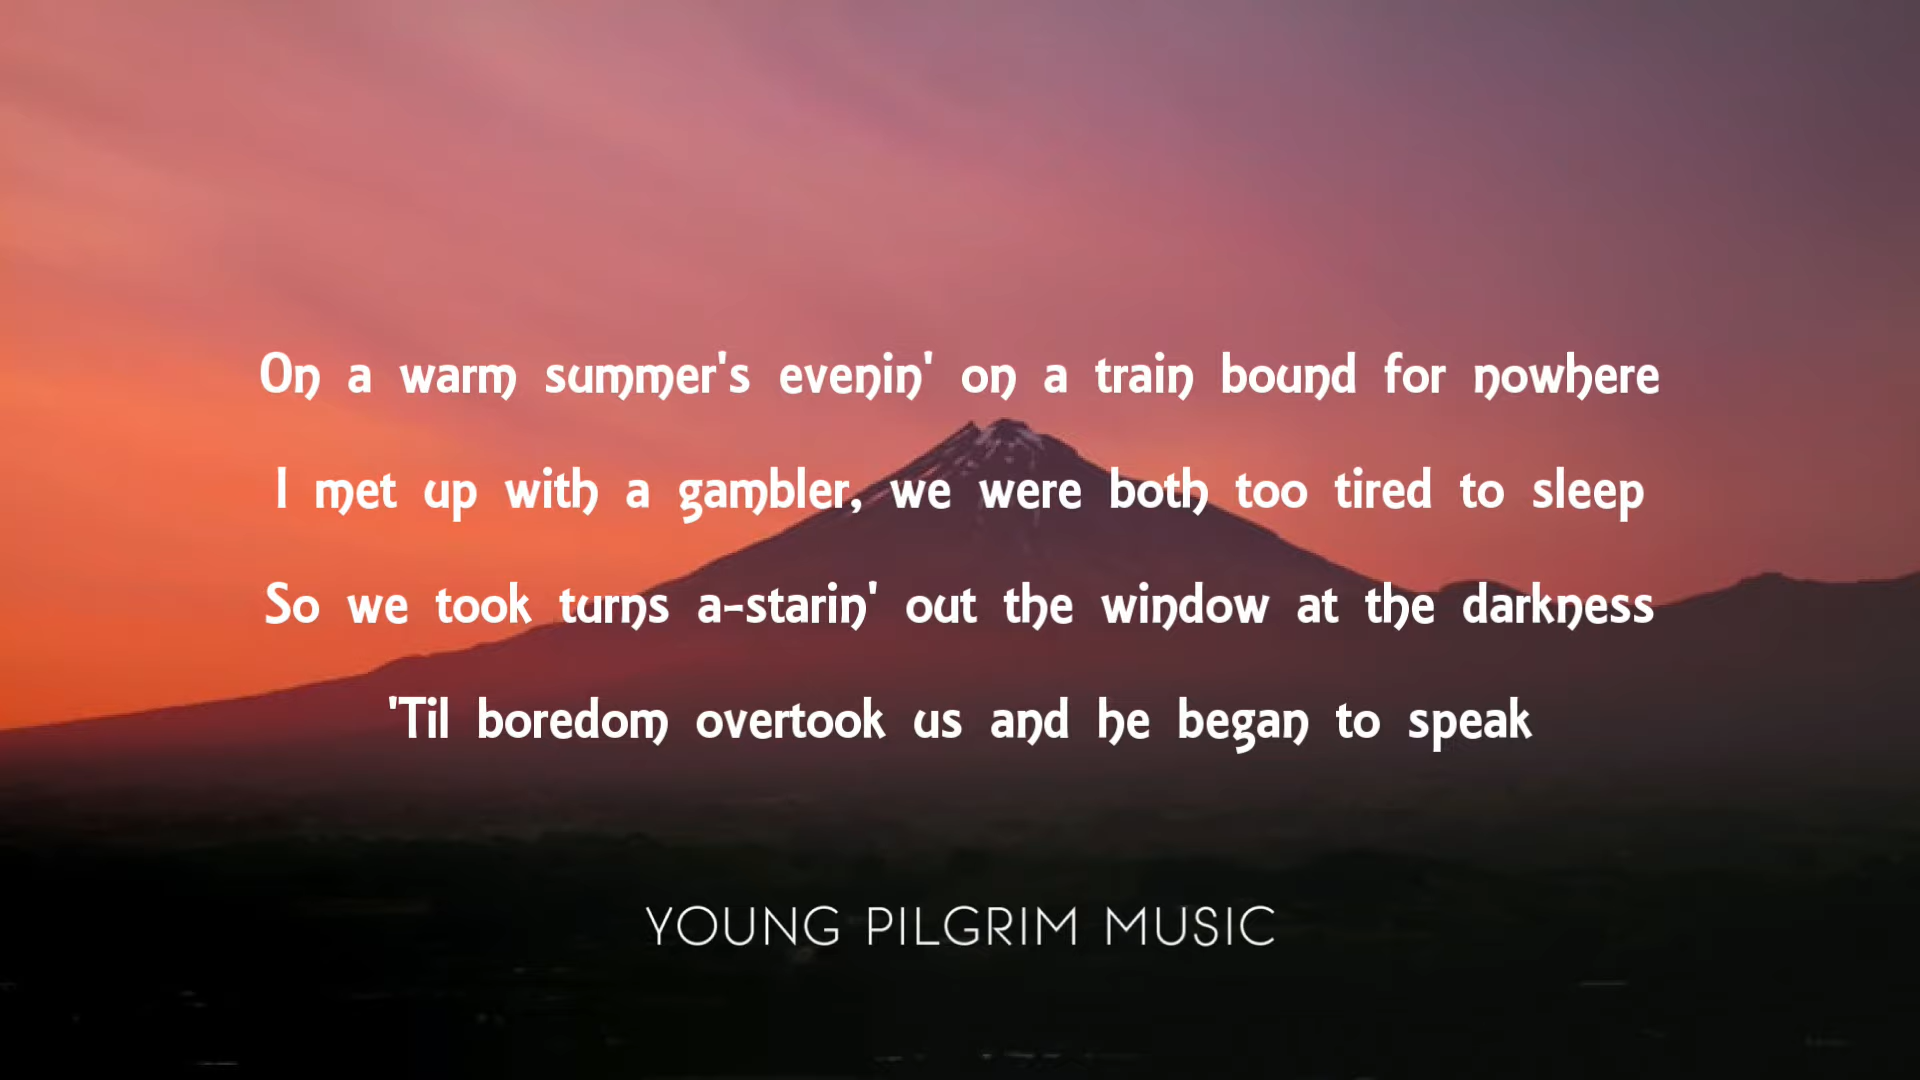 On a warm summer's evenin' on a train bound for nowhere
I met up with a gambler, we were both too tired to sleep
So we took turns a-starin' out the window at the darkness
'Til boredom overtook us and he began to speak
YOUNG PILGRIM MUSIC